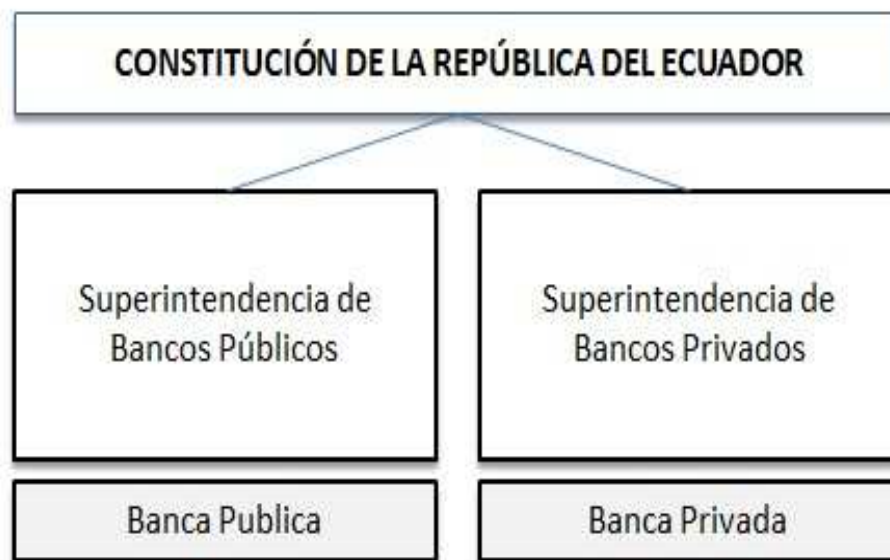 CONSTITUCIÓN DE LA REPÚBLICA DEL ECUADOR
Superintendencia de
Bancos Públicos
Superintendencia de
Bancos Privados
Banca Publica
Banca Privada